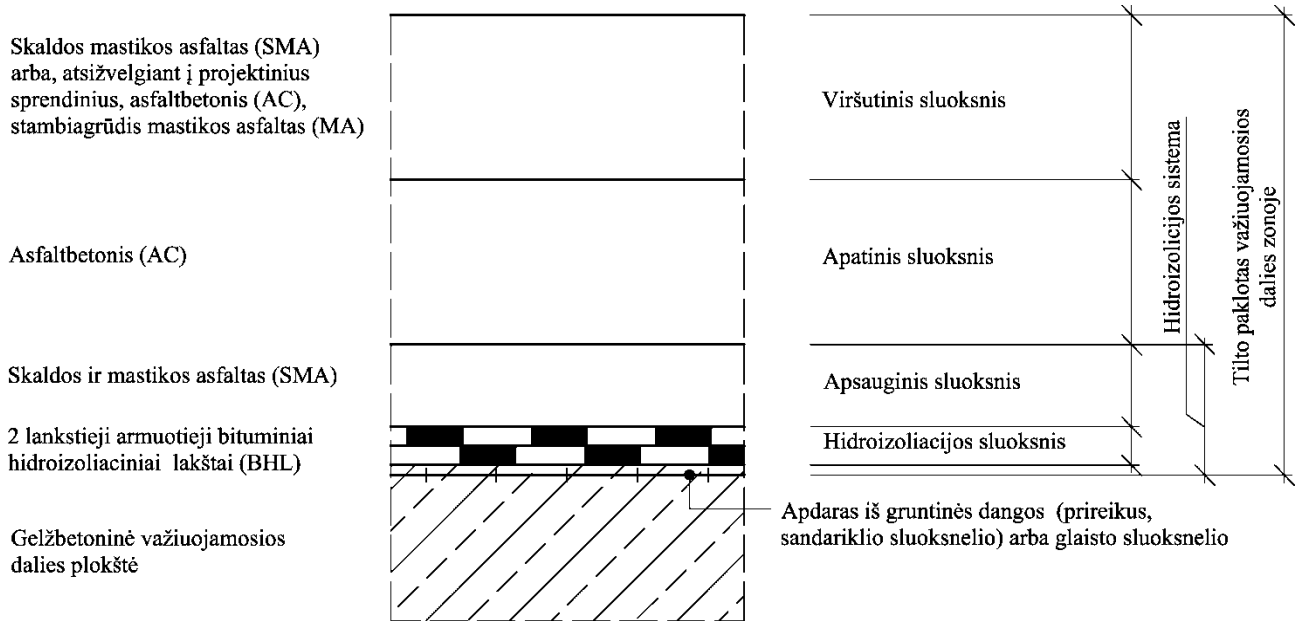 Skaldos mastikos asfaltas (SMA)
arba, atsižvelgiant į projektinius
sprendinius, asfaltbetonis (AC),
stambiagrūdis mastikos asfaltas (MA)
Viršutinis sluoksnis
Asfaltbetonis (AC)
Apatinis sluoksnis
Skaldos ir mastikos asfaltas (SMA)
Apsauginis sluoksnis
2 lankstieji armuotieji bituminiai
hidroizoliaciniai lakštai (BHL)
Hidroizoliacijos sluoksnis
Gelžbetoninė važiuojamosios
dalies plokštė
Apdaras iš gruntinės dangos (prireikus,
sandariklio sluoksnelio) arba glaisto sluoksnelio
Hidroizolicijos sistema
Tilto paklotas važiuojamosios
dalies zonoje